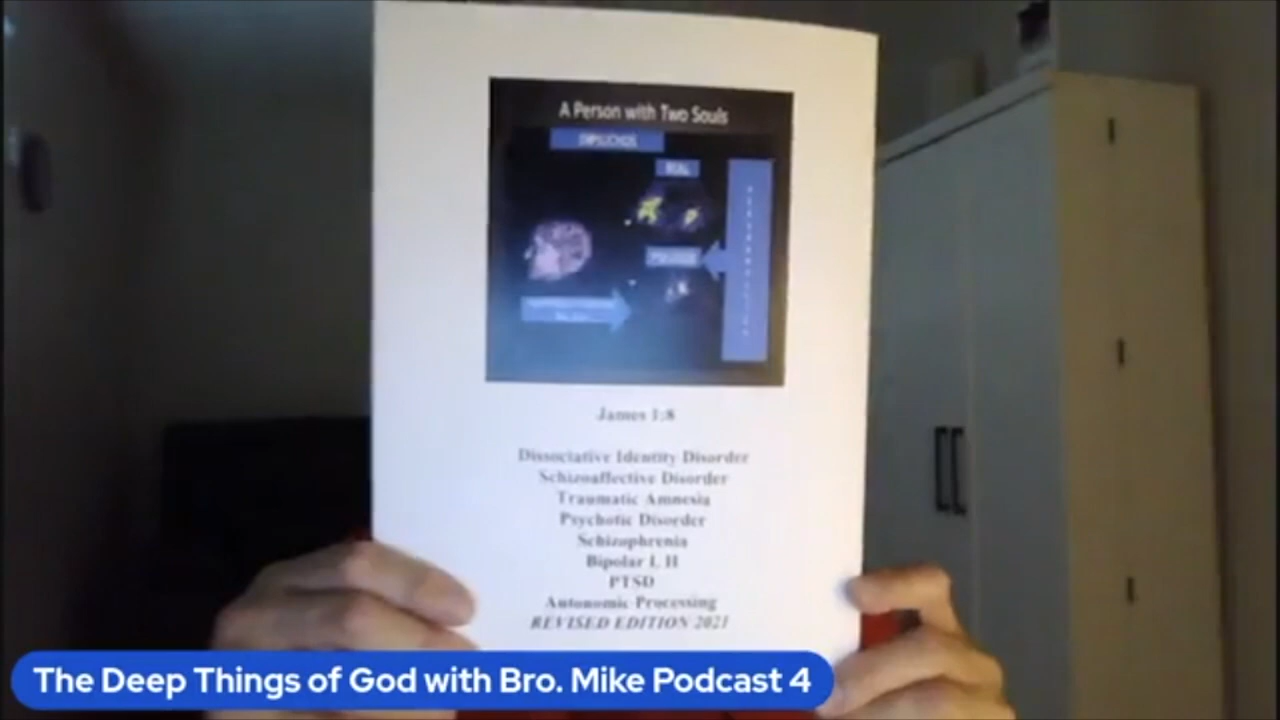 A Person with Two Souls
DIPSUCHOS
REAL
James 1:8
Dissociative Identity Disorder
Schizoaffective Disorder
Traumatic Amnesia
Psychotic Disorder
Schizophrenia
Bipolar I, II
PTSD
Autonomic Processing
REVISED EDITION 2021
The Deep Things of God with Bro. Mike Podcast 4